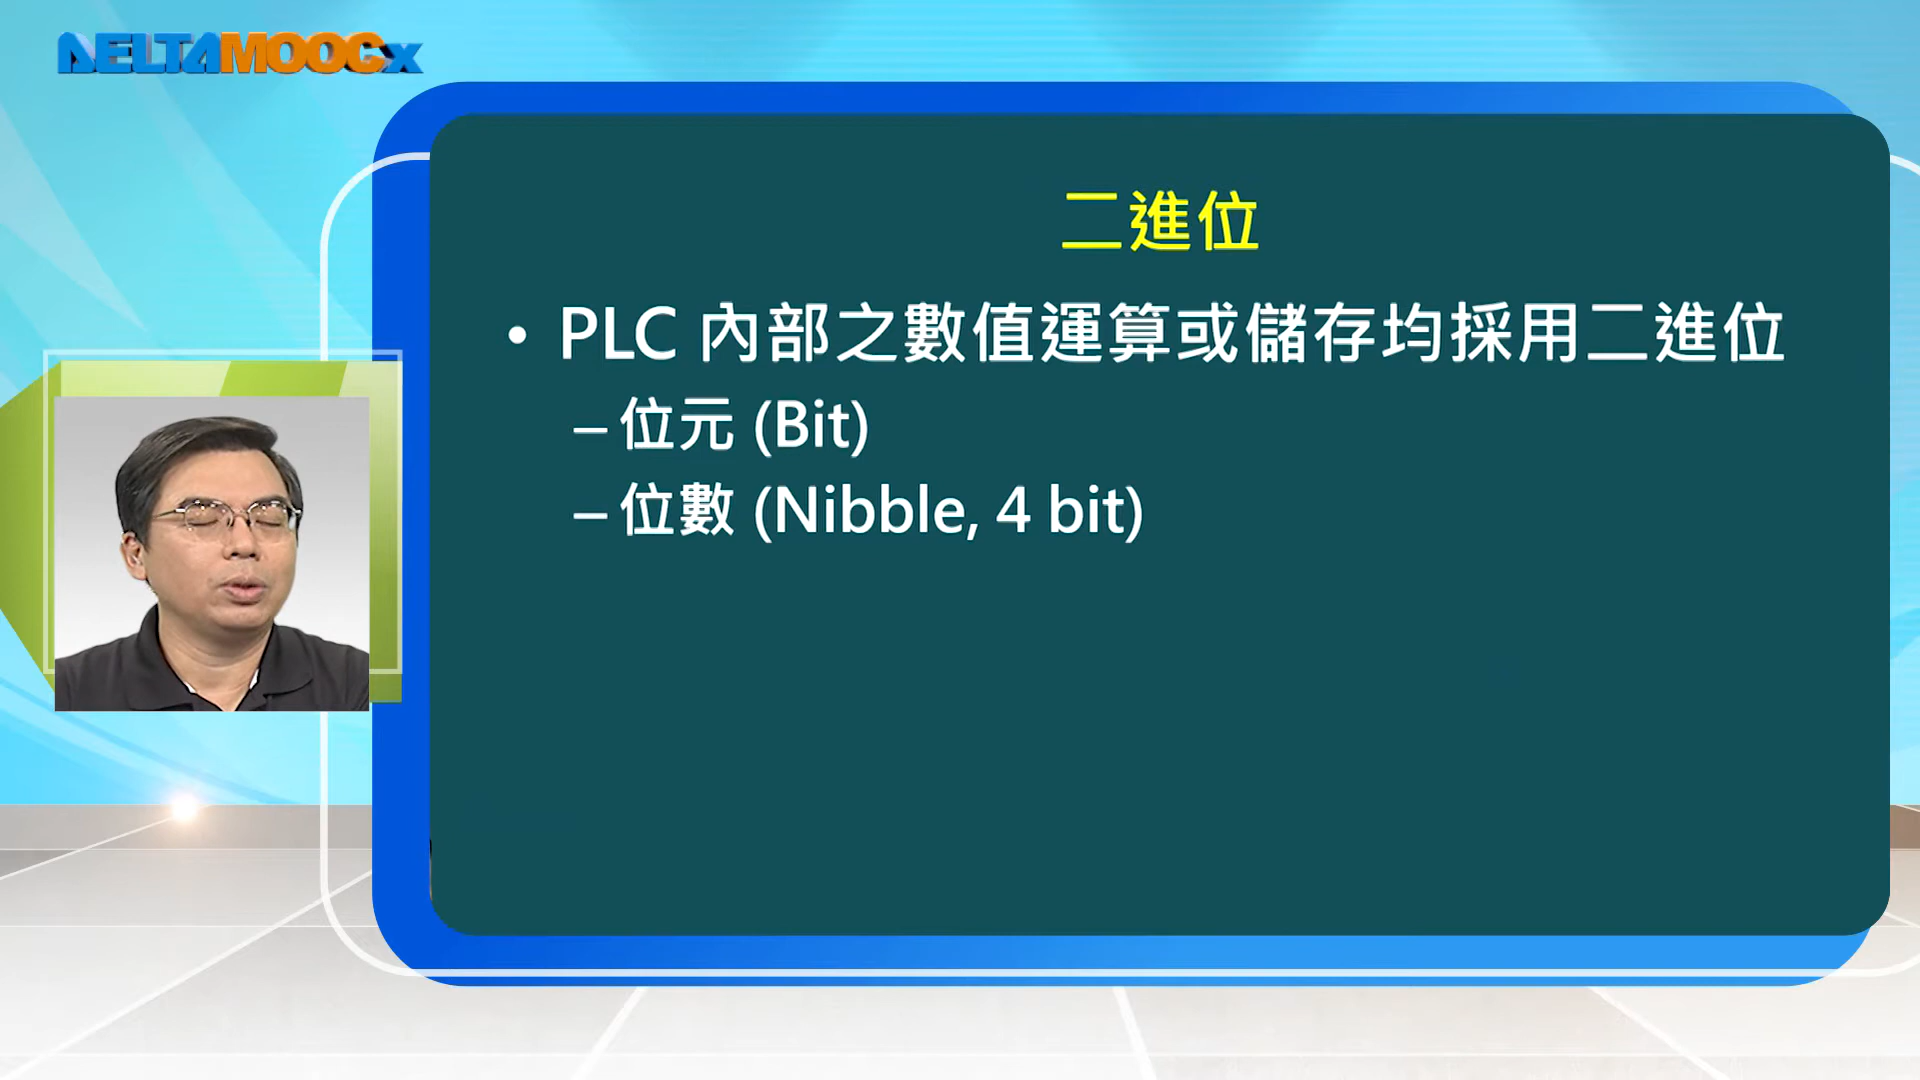 DELTAMOOCx
二進位
• PLC 內部之數值運算或儲存均採用二進位
– 位元 (Bit)
– 位數 (Nibble, 4 bit)